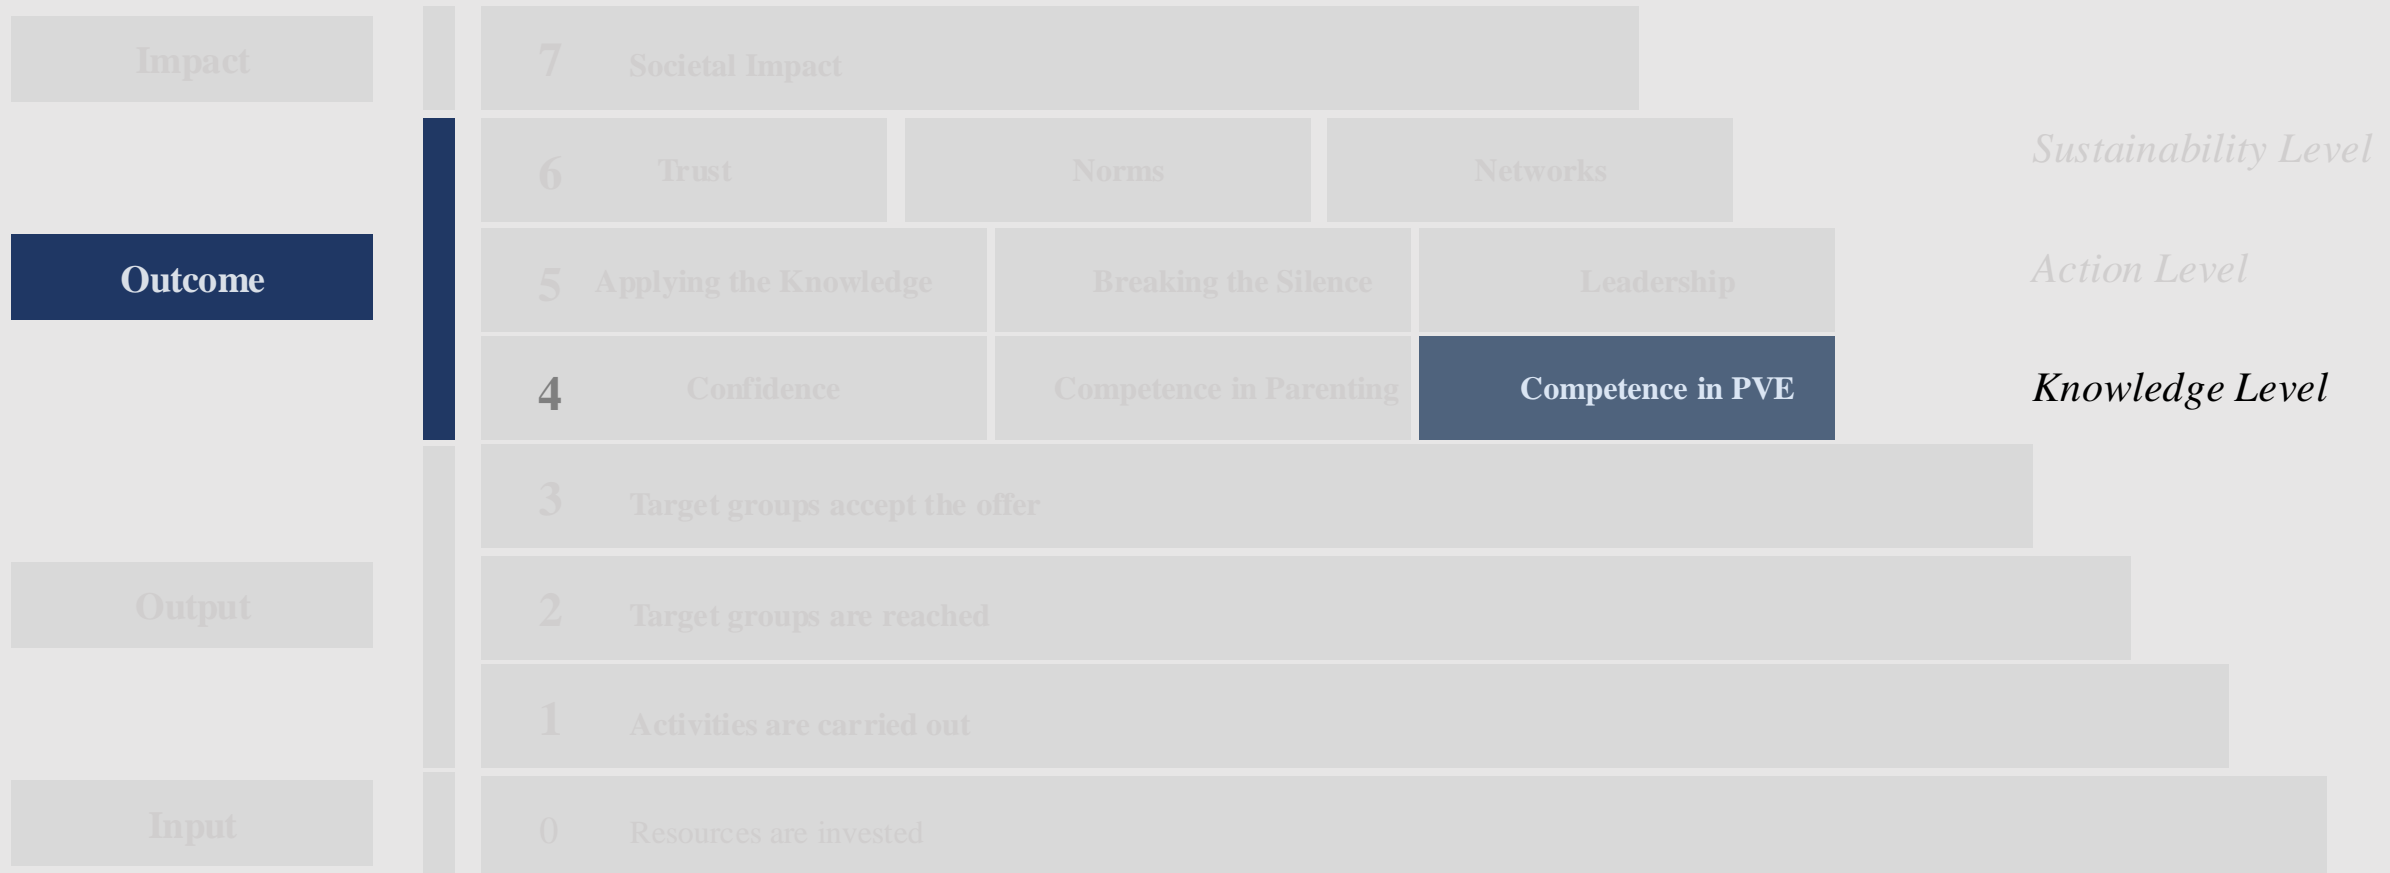 Impact
7 Societal Impact
6 Trust Norms Networks Sustainability Level
Outcome
5 Applying the Knowledge Breaking the Silence Leadership Action Level
4 Confidence Competence in Parenting Competence in PVE Knowledge Level
3 Target groups accept the offer
Output
2 Target groups are reached
1 Activities are carried out
Input
0 Resources are invested